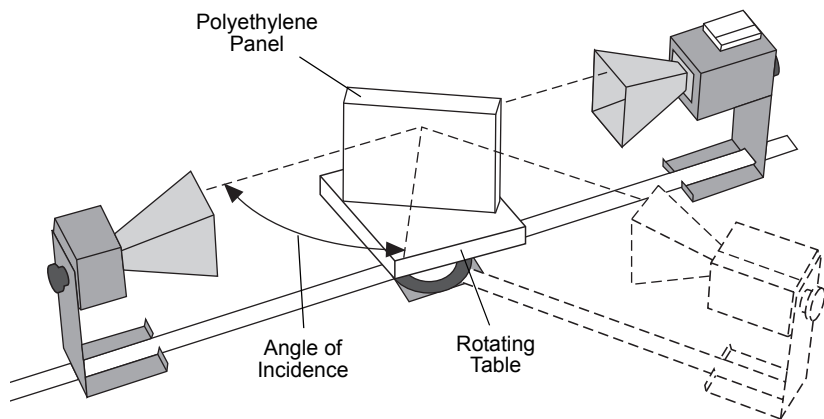 Polyethylene
Panel
Angle of
Incidence
Rotating
Table